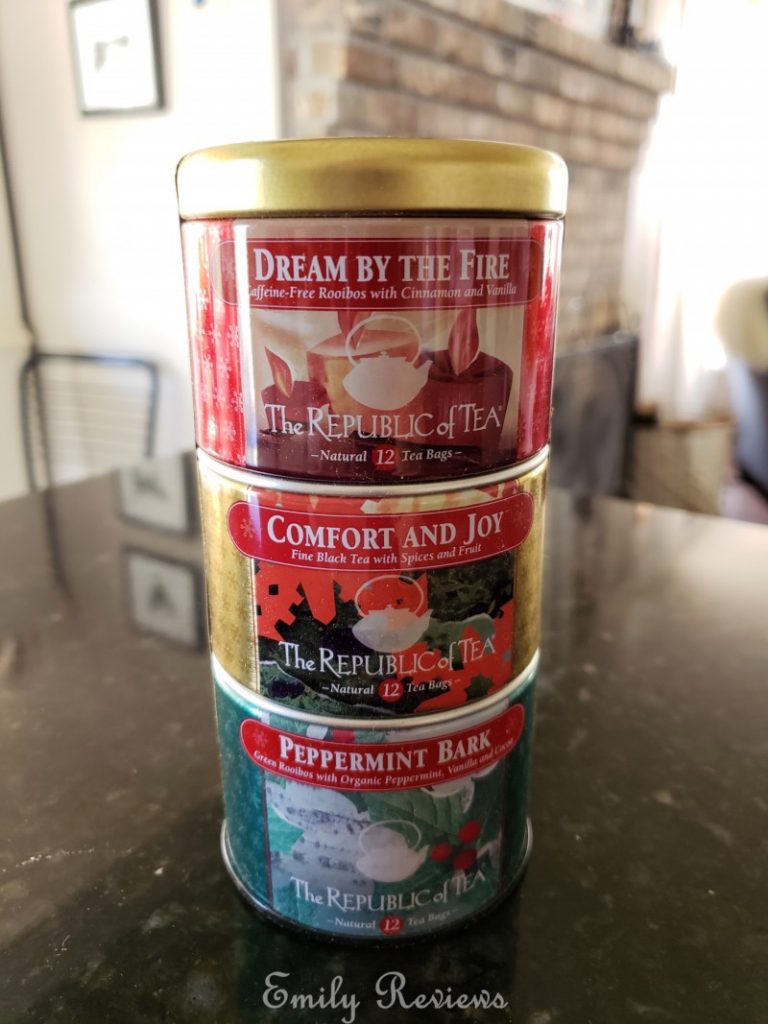 DREAM BY THE FIRE
Caffeine-Free Rooibos with Cinnamon and Vanilla
The REPUBLIC of TEA®
–Natural 12 Tea Bags–
COMFORT AND JOY
Fine Black Tea with Spices and Fruit
The REPUBLIC of TEA®
–Natural 12 Tea Bags–
PEPPERMINT BARK
Green Rooibos with Organic Peppermint, Vanilla and Cocoa
The REPUBLIC of TEA®
–Natural 12 Tea Bags–
Emily Reviews